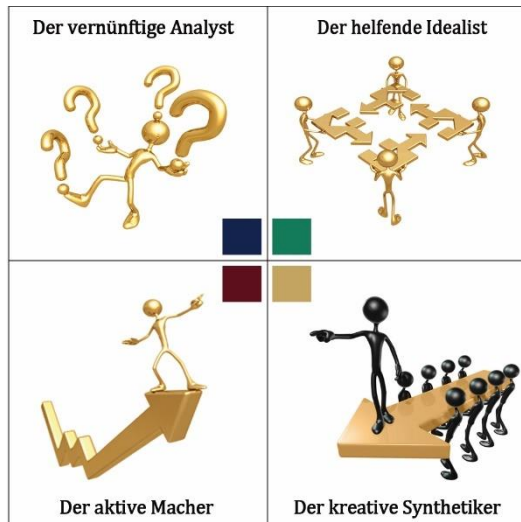 Der vernünftige Analyst
Der helfende Idealist
Der aktive Macher
Der kreative Synthetiker